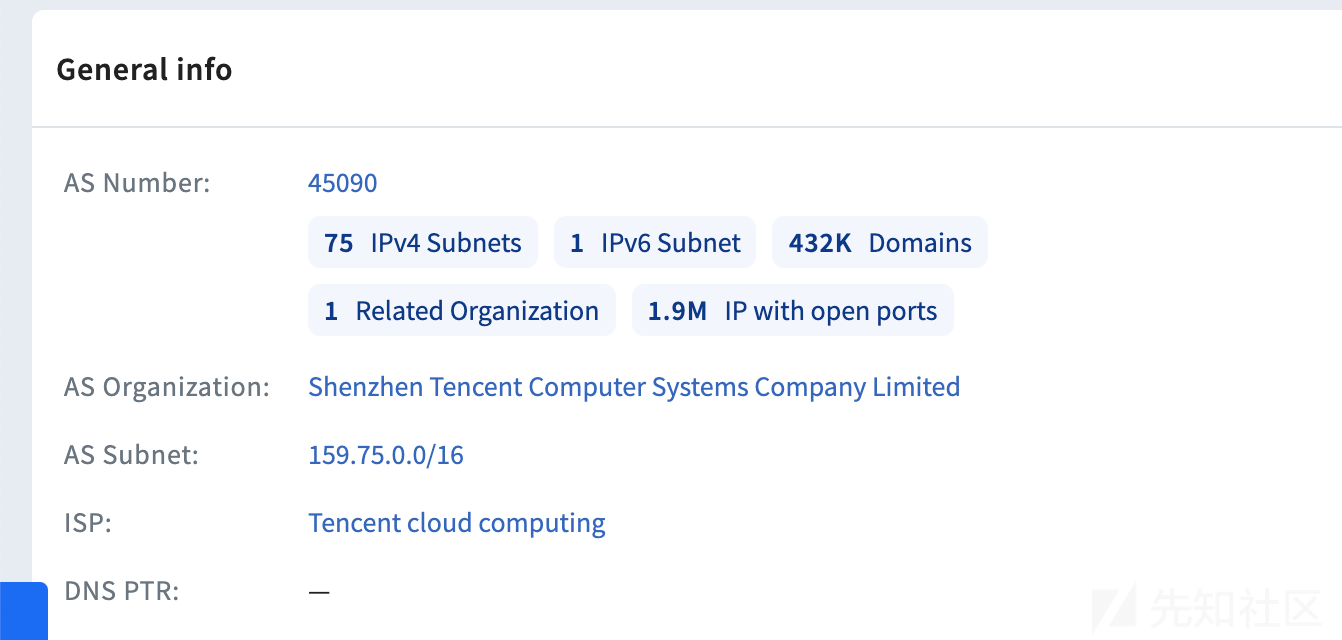 General info
AS Number: 45090
75 IPv4 Subnets 1 IPv6 Subnet 432K Domains
1 Related Organization 1.9M IP with open ports
AS Organization: Shenzhen Tencent Computer Systems Company Limited
AS Subnet: 159.75.0.0/16
ISP: Tencent cloud computing
DNS PTR: —
先知社区